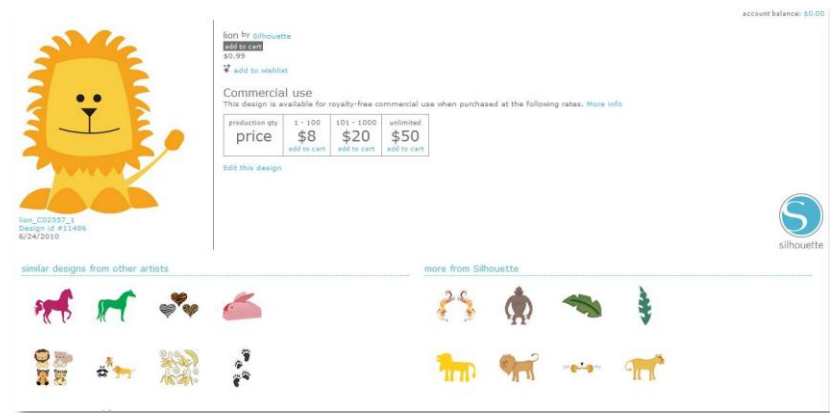 account balance: $0.00
lion by Silhouette
add to cart
$0.99
add to wishlist
Commercial use
This design is available for royalty-free commercial use when purchased at the following rates. More info
production qty 1 - 100 101 - 1000 unlimited
price $8 $20 $50
add to cart add to cart add to cart
Edit this design
lion_C02557_1
Design id #11486
6/24/2010
silhouette
similar designs from other artists
more from Silhouette